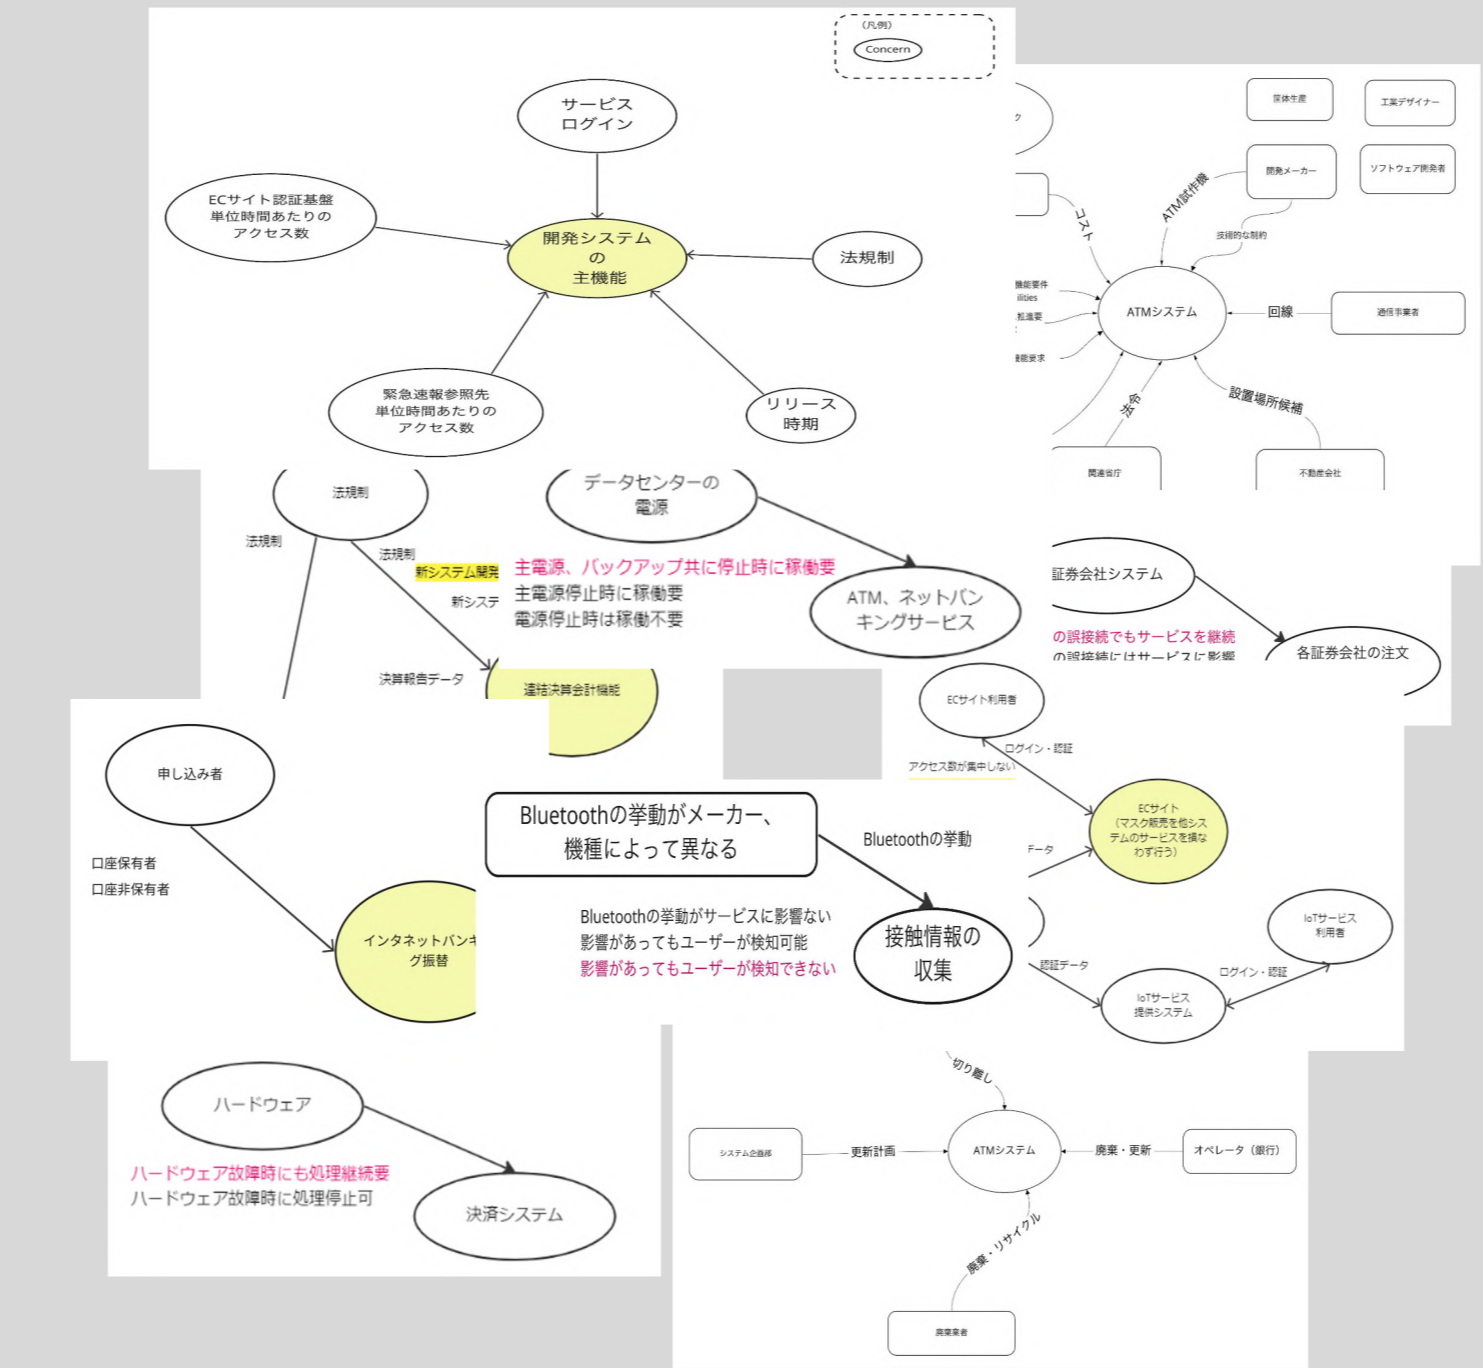 （凡例）
Concern
サービス
ログイン
ECサイト認証基盤
単位時間あたりの
アクセス数
開発システム
の
主機能
法規制
緊急速報参照先
単位時間あたりの
アクセス数
リリース
時期
ク
筐体生産
工業デザイナー
開発メーカー
ソフトウェア開発者
コスト
ATM試作機
技術的な制約
機能要件
ilities
拡進要
能要求
ATMシステム
回線
通信事業者
法令
設置場所候補
関連省庁
不動産会社
法規制
法規制
法規制
新システム開発
新システ
決算報告データ
連結決算会計機能
データセンターの
電源
主電源、バックアップ共に停止時に稼働要
主電源停止時に稼働要
電源停止時は稼働不要
ATM、ネットバン
キングサービス
証券会社システム
の誤接続でもサービスを継続
の誤接続にはサービスに影響
各証券会社の注文
申し込み者
口座保有者
口座非保有者
インタネットバンキ
グ振替
Bluetoothの挙動がメーカー、
機種によって異なる
Bluetoothの挙動
Bluetoothの挙動がサービスに影響ない
影響があってもユーザーが検知可能
影響があってもユーザーが検知できない
接触情報の
収集
ECサイト利用者
ログイン・認証
アクセス数が集中しない
ECサイト
（マスク販売を他シス
テムのサービスを損な
わず行う）
データ
認証データ
IoTサービス
提供システム
ログイン・認証
IoTサービス
利用者
ハードウェア
ハードウェア故障時にも処理継続要
ハードウェア故障時に処理停止可
決済システム
切り離し
システム企画部
更新計画
ATMシステム
廃棄・更新
オペレータ（銀行）
廃棄・リサイクル
廃棄業者